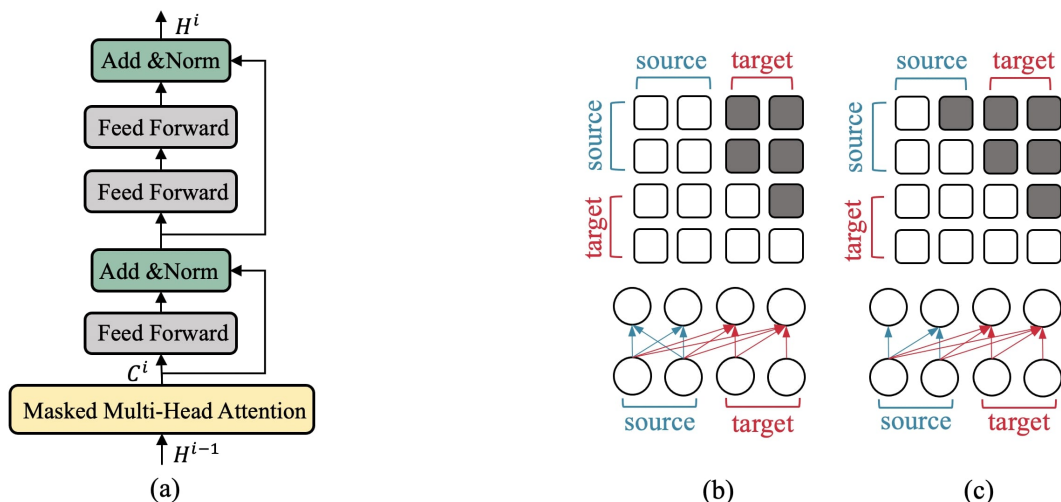 H^i
Add &Norm
Feed Forward
Feed Forward
Add &Norm
Feed Forward
C^i
Masked Multi-Head Attention
H^{i-1}
(a)
source target
source
target
source target
(b)
source target
source
target
source target
(c)